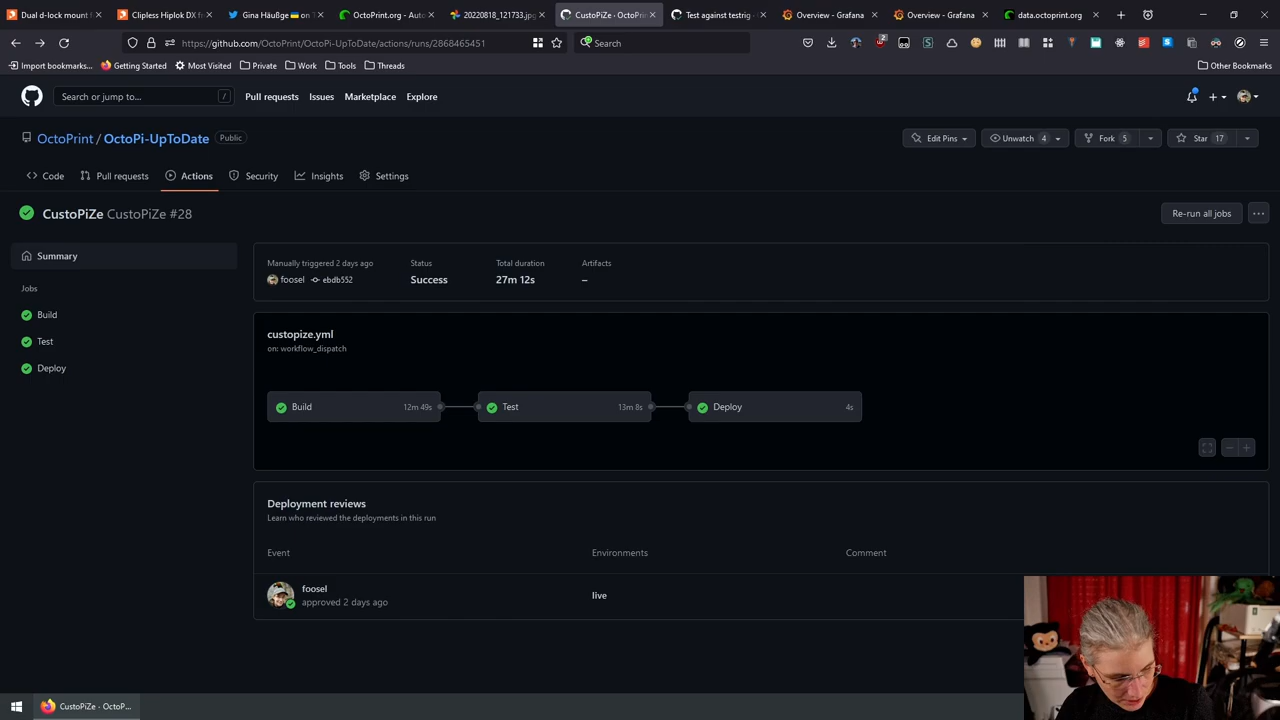 Dual d-lock mount
Clipless Hiplok DX fr
Gina Häußge on T
OctoPrint.org - Auto
20220818_121733.jpg
CustoPiZe · OctoPri
Test against testrig ·
Overview - Grafana
Overview - Grafana
data.octoprint.org
https://github.com/OctoPrint/OctoPi-UpToDate/actions/runs/2868465451
Search
2
Import bookmarks...
Getting Started
Most Visited
Private
Work
Tools
Threads
Other Bookmarks
Search or jump to...
/
Pull requests
Issues
Marketplace
Explore
OctoPrint / OctoPi-UpToDate
Public
Edit Pins
Unwatch 4
Fork 5
Star 17
Code
Pull requests
Actions
Security
Insights
Settings
CustoPiZe CustoPiZe #28
Re-run all jobs
Summary
Jobs
Build
Test
Deploy
Manually triggered 2 days ago
foosel ebdb552
Status
Success
Total duration
27m 12s
Artifacts
–
custopize.yml
on: workflow_dispatch
Build 12m 49s
Test 13m 8s
Deploy 4s
Deployment reviews
Learn who reviewed the deployments in this run
Event
Environments
Comment
foosel
approved 2 days ago
live
CustoPiZe · OctoP...